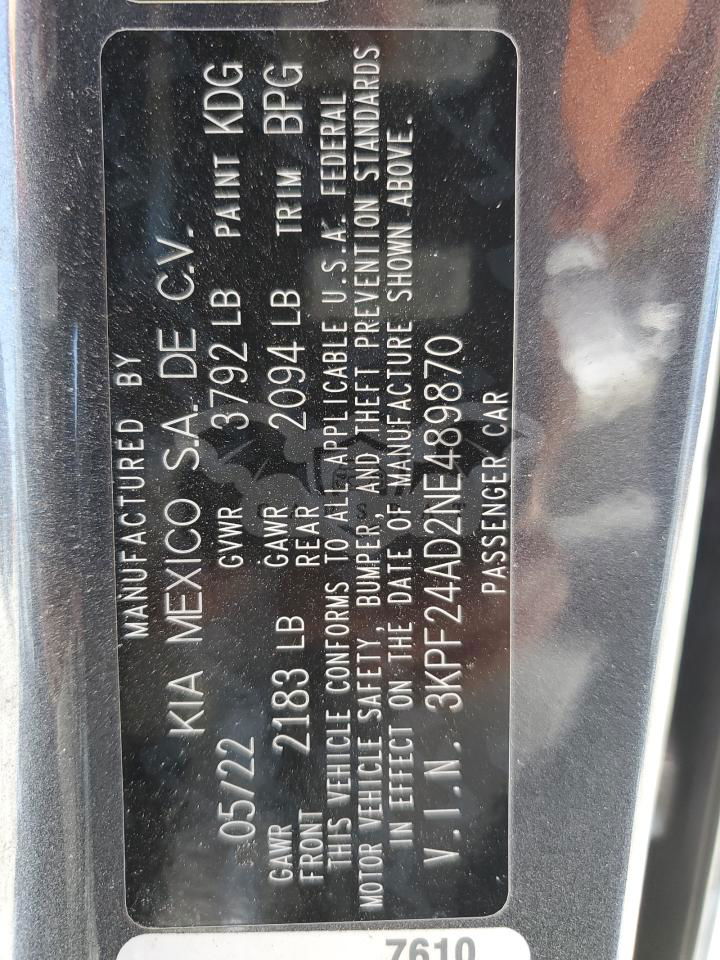 MANUFACTURED BY
KIA MEXICO S.A. DE C.V.
05/22 GVWR 3792 LB PAINT KDG
GAWR FRONT 2183 LB GAWR REAR 2094 LB TRIM BPG
THIS VEHICLE CONFORMS TO ALL APPLICABLE U.S.A. FEDERAL
MOTOR VEHICLE SAFETY, BUMPER AND THEFT PREVENTION STANDARDS
IN EFFECT ON THE DATE OF MANUFACTURE SHOWN ABOVE.
V.I.N. 3KPF24AD2NE489870
PASSENGER CAR
7610